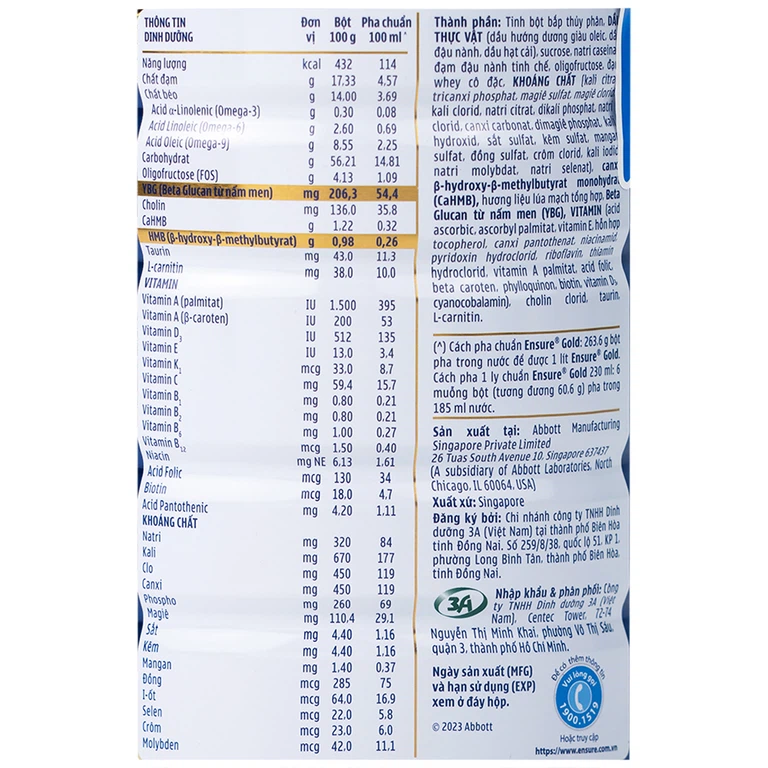 THÔNG TIN DINH DƯỠNG Đơn vị Bột 100 g Pha chuẩn 100 ml ^
Năng lượng kcal 432 114
Chất đạm g 17.33 4.57
Chất béo g 14.00 3.69
Acid α-Linolenic (Omega-3) g 0.30 0.08
Acid Linoleic (Omega-6) g 2.60 0.69
Acid Oleic (Omega-9) g 8.55 2.25
Carbohydrat g 56.21 14.81
Oligofructose (FOS) g 4.13 1.09
YBG (Beta Glucan từ nấm men) mg 206,3 54,4
Cholin mg 136.0 35.8
CaHMB g 1.22 0.32
HMB (β-hydroxy-β-methylbutyrat) g 0,98 0,26
Taurin mg 43.0 11.3
L-carnitin mg 38.0 10.0
VITAMIN
Vitamin A (palmitat) IU 1.500 395
Vitamin A (β-caroten) IU 200 53
Vitamin D3 IU 512 135
Vitamin E IU 13.0 3.4
Vitamin K1 mcg 33.0 8.7
Vitamin C mg 59.4 15.7
Vitamin B1 mg 0.80 0.21
Vitamin B2 mg 0.80 0.21
Vitamin B6 mg 1.00 0.27
Vitamin B12 mcg 1.50 0.40
Niacin mg NE 6.13 1.61
Acid Folic mcg 130 34
Biotin mcg 18.0 4.7
Acid Pantothenic mg 4.20 1.11
KHOÁNG CHẤT
Natri mg 320 84
Kali mg 670 177
Clo mg 450 119
Canxi mg 450 119
Phospho mg 260 69
Magiê mg 110.4 29.1
Sắt mg 4.40 1.16
Kẽm mg 4.40 1.16
Mangan mg 1.40 0.37
Đồng mcg 285 75
I-ốt mcg 64.0 16.9
Selen mcg 22.0 5.8
Crôm mcg 23.0 6.0
Molybden mcg 42.0 11.1
Thành phần: Tinh bột bắp thủy phân, DẦ
THỰC VẬT (dầu hướng dương giàu oleic, dầ
đậu nành, dầu hạt cải), sucrose, natri caseina
đạm đậu nành tinh chế, oligofructose, đạ
whey cô đặc, KHOÁNG CHẤT (kali citra
tricanxi phosphat, magiê sulfat, magiê clorid
kali clorid, natri citrat, dikali phosphat, natri
clorid, canxi carbonat, dimagiê phosphat, kal
hydroxid, sắt sulfat, kẽm sulfat, mangan
sulfat, đồng sulfat, crôm clorid, kali iodid
natri molybdat, natri selenat), canx
β-hydroxy-β-methylbutyrat monohydra
(CaHMB), hương liệu lúa mạch tổng hợp, Beta
Glucan từ nấm men (YBG), VITAMIN (acid
ascorbic, ascorbyl palmitat, vitamin E, hỗn hợp
tocopherol, canxi pantothenat, niacinamid,
pyridoxin hydroclorid, riboflavin, thiamin
hydroclorid, vitamin A palmitat, acid folic,
beta caroten, phylloquinon, biotin, vitamin D3,
cyanocobalamin), cholin clorid, taurin,
L-carnitin.
(^) Cách pha chuẩn Ensure® Gold: 263.6g bột
pha trong nước để được 1 lít Ensure® Gold.
Cách pha 1 ly chuẩn Ensure® Gold 230 ml: 6
muỗng bột (tương đương 60.6 g) pha trong
185 ml nước.
Sản xuất tại: Abbott Manufacturing
Singapore Private Limited
26 Tuas South Avenue 10, Singapore 637437
(A subsidiary of Abbott Laboratories, North
Chicago, IL 60064, USA)
Xuất xứ: Singapore
Đăng ký bởi: Chi nhánh công ty TNHH Dinh
dưỡng 3A (Việt Nam) tại thành phố Biên Hòa
tỉnh Đồng Nai. Số 259/8/38, quốc lộ 51, KP 1,
phường Long Bình Tân, thành phố Biên Hòa,
tỉnh Đồng Nai.
3A
Nhập khẩu & phân phối: Công
ty TNHH Dinh dưỡng 3A (Việt
Nam), Centec Tower, 72-74
Nguyễn Thị Minh Khai, phường Võ Thị Sáu,
quận 3, thành phố Hồ Chí Minh.
Ngày sản xuất (MFG)
và hạn sử dụng (EXP)
xem ở đáy hộp.
© 2023 Abbott
Để có thêm thông tin
Vui lòng gọi
1900.1519
Hoặc truy cập
https://www.ensure.com.vn